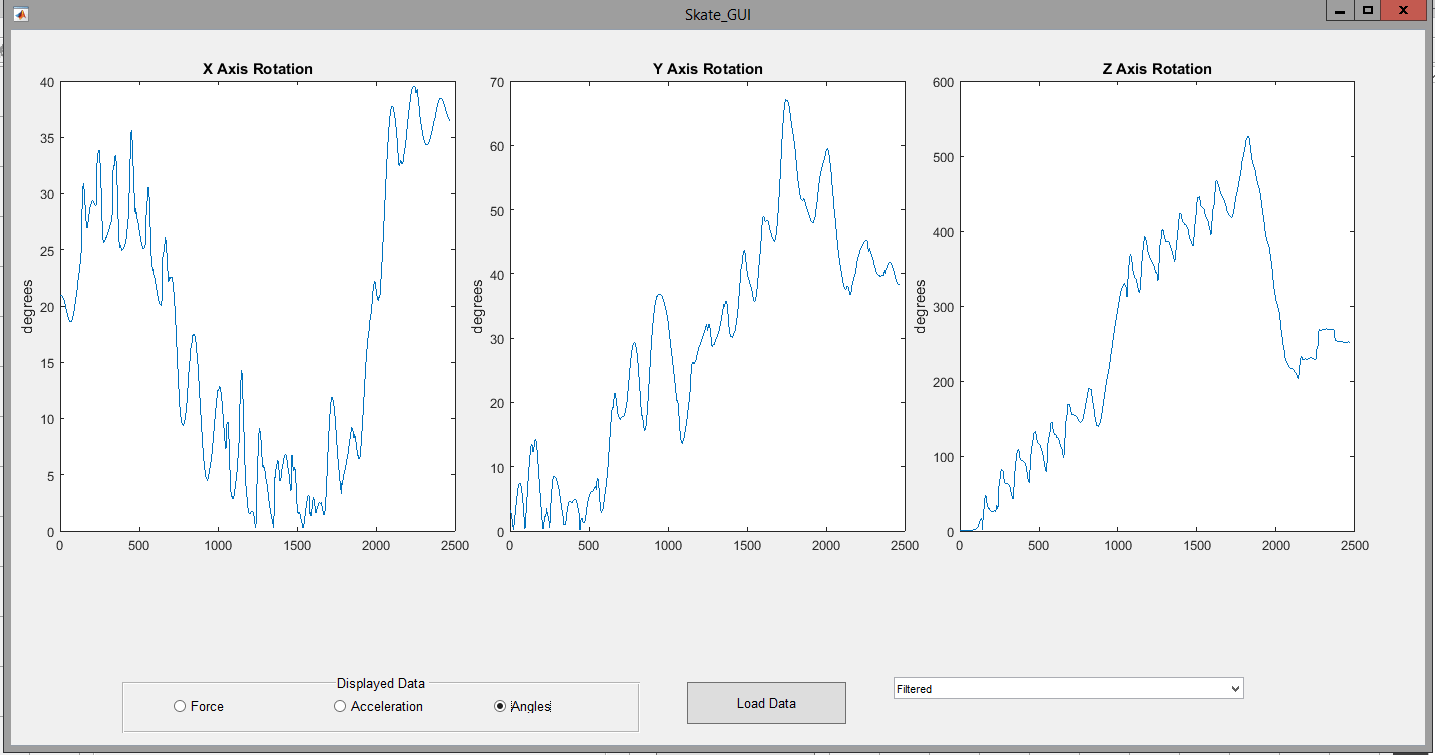 Skate_GUI
X Axis Rotation
40
35
30
25
20
15
10
5
0
degrees
0 500 1000 1500 2000 2500
Y Axis Rotation
70
60
50
40
30
20
10
0
degrees
0 500 1000 1500 2000 2500
Z Axis Rotation
600
500
400
300
200
100
0
degrees
0 500 1000 1500 2000 2500
Displayed Data
Force Acceleration Angles
Load Data
Filtered